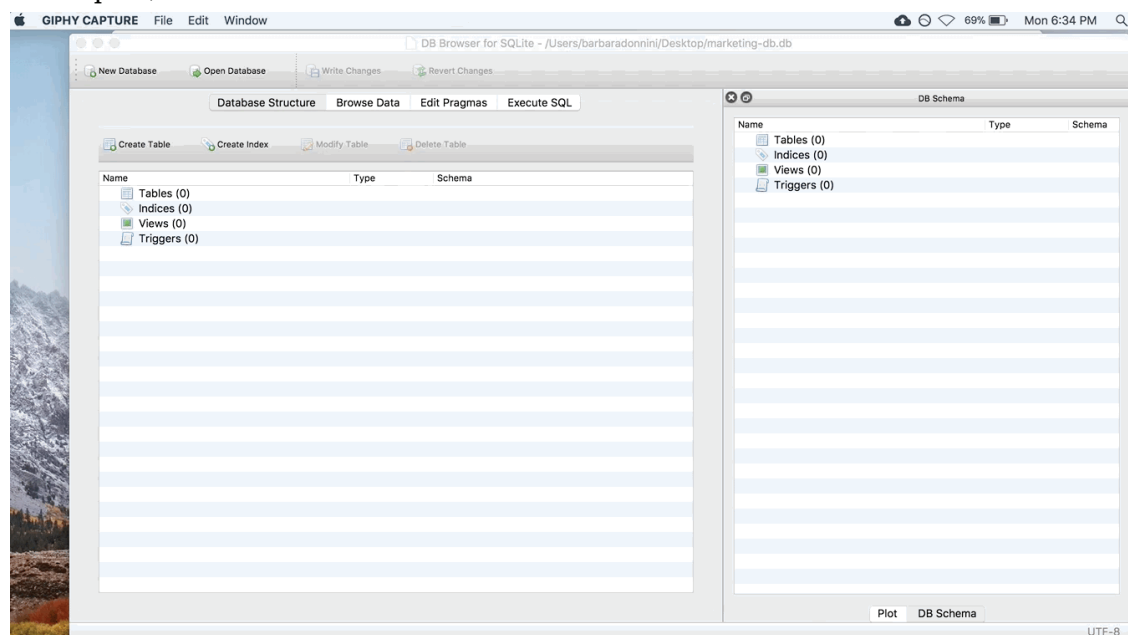 GIPHY CAPTURE File Edit Window 69% Mon 6:34 PM
DB Browser for SQLite - /Users/barbaradonnini/Desktop/marketing-db.db
New Database Open Database Write Changes Revert Changes
Database Structure Browse Data Edit Pragmas Execute SQL
Create Table Create Index Modify Table Delete Table
Name Type Schema
Tables (0)
Indices (0)
Views (0)
Triggers (0)
DB Schema
Name Type Schema
Tables (0)
Indices (0)
Views (0)
Triggers (0)
Plot DB Schema
UTF-8